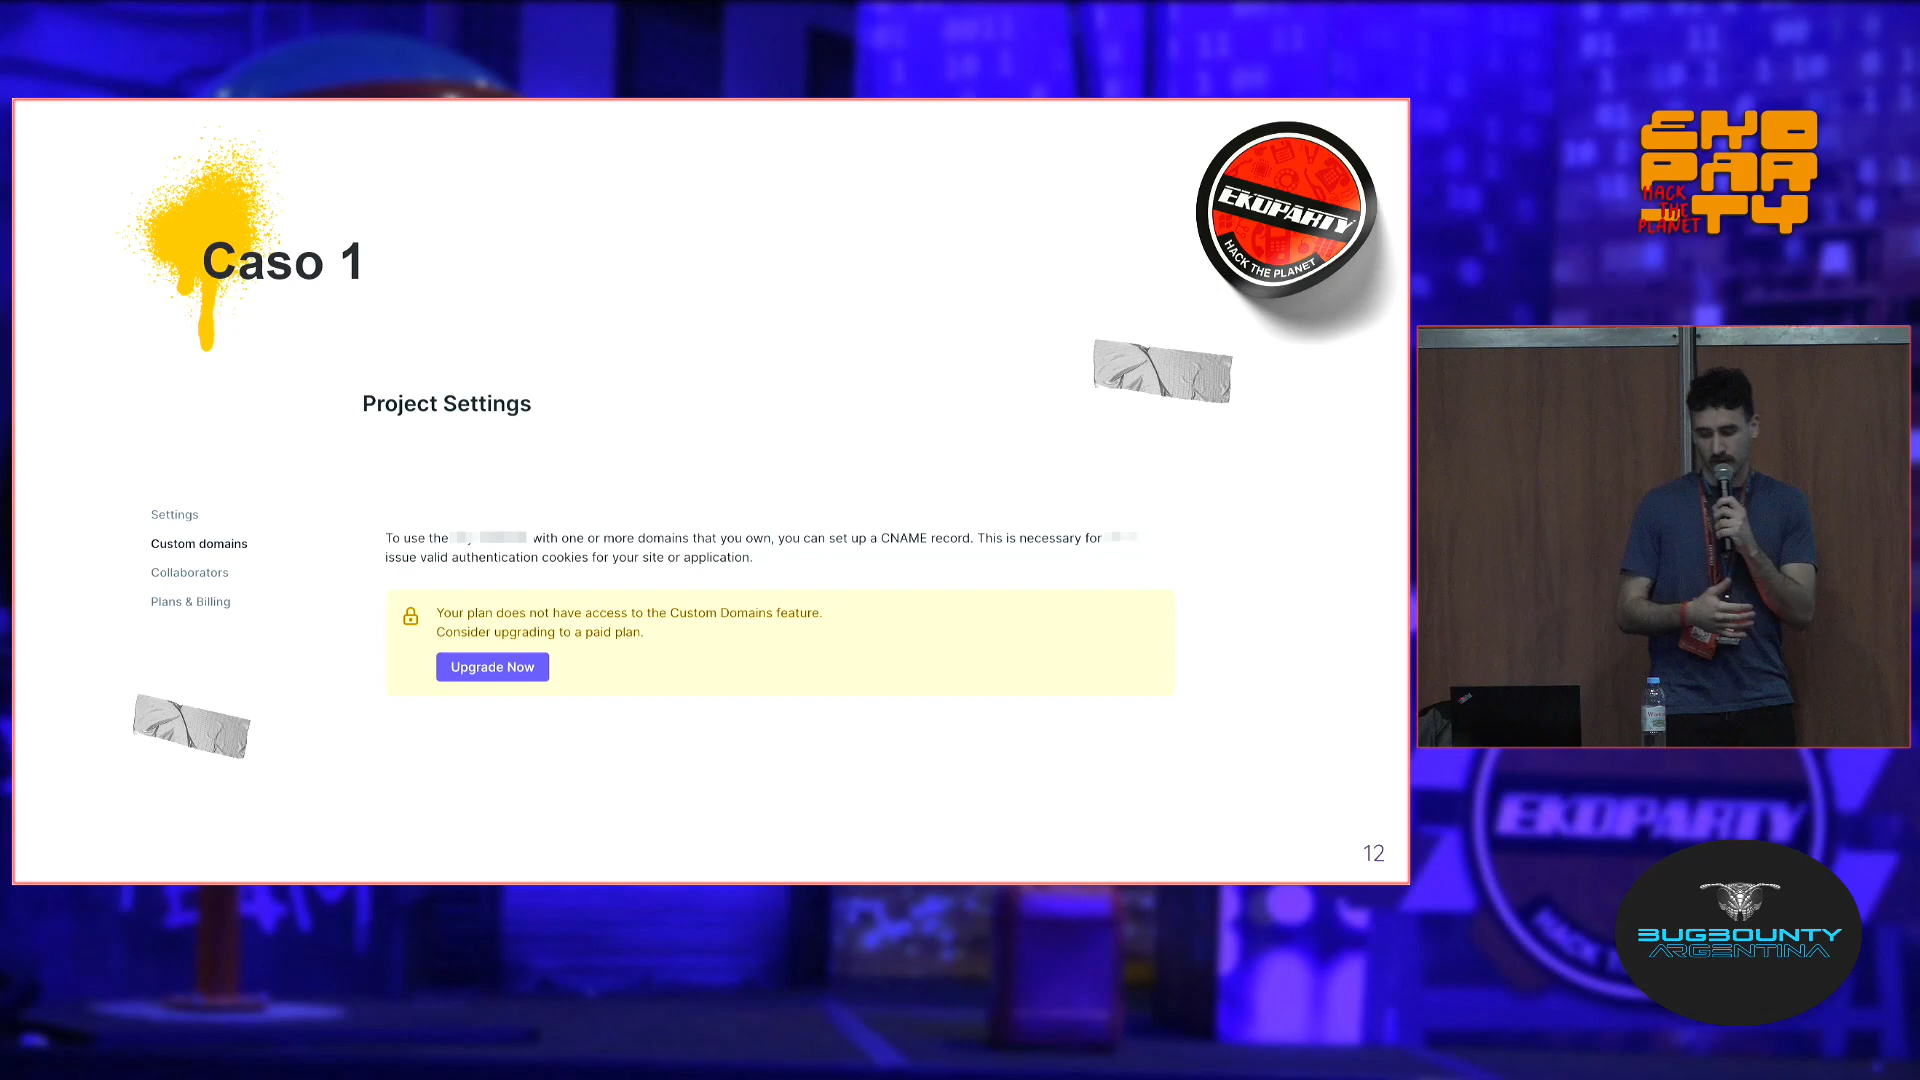 Caso 1
EKOPARTY
HACK THE PLANET
Project Settings
Settings
Custom domains
Collaborators
Plans & Billing
To use the with one or more domains that you own, you can set up a CNAME record. This is necessary for
issue valid authentication cookies for your site or application.
Your plan does not have access to the Custom Domains feature.
Consider upgrading to a paid plan.
Upgrade Now
12
EKO
PAR
TY
HACK
THE
PLANET
EKOPARTY
BUGBOUNTY
ARGENTINA